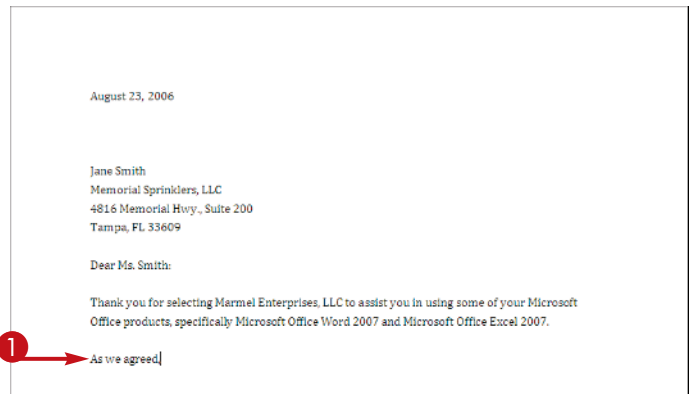 August 23, 2006
Jane Smith
Memorial Sprinklers, LLC
4816 Memorial Hwy., Suite 200
Tampa, FL 33609
Dear Ms. Smith:
Thank you for selecting Marmel Enterprises, LLC to assist you in using some of your Microsoft
Office products, specifically Microsoft Office Word 2007 and Microsoft Office Excel 2007.
1
As we agreed,